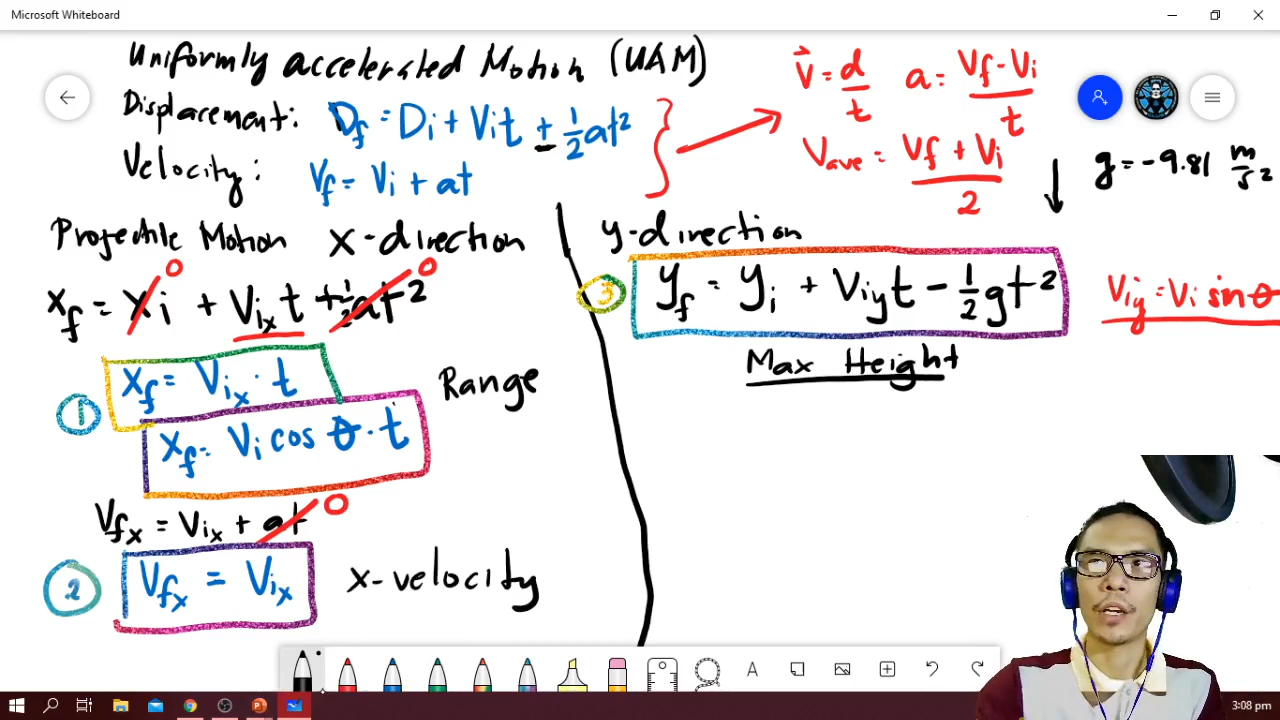 Microsoft Whiteboard
Uniformly accelerated Motion (UAM)
Displacement: Df = Di + Vit + ½at²
Velocity: Vf = Vi + at
V⃗ = d/t a = Vf - Vi/t
Vave = Vf + Vi/2
g = -9.81 m/s²
Projectile Motion x-direction
0 0
xf = xi + Vix t + ½at²
① xf = Vix · t
Range
xf = Vi cos θ · t
Vfx = Vix + at 0
② Vfx = Vix x-velocity
y-direction
③ yf = yi + Viyt - ½gt²
Viy = Vi sinθ
Max Height
A
3:08 pm